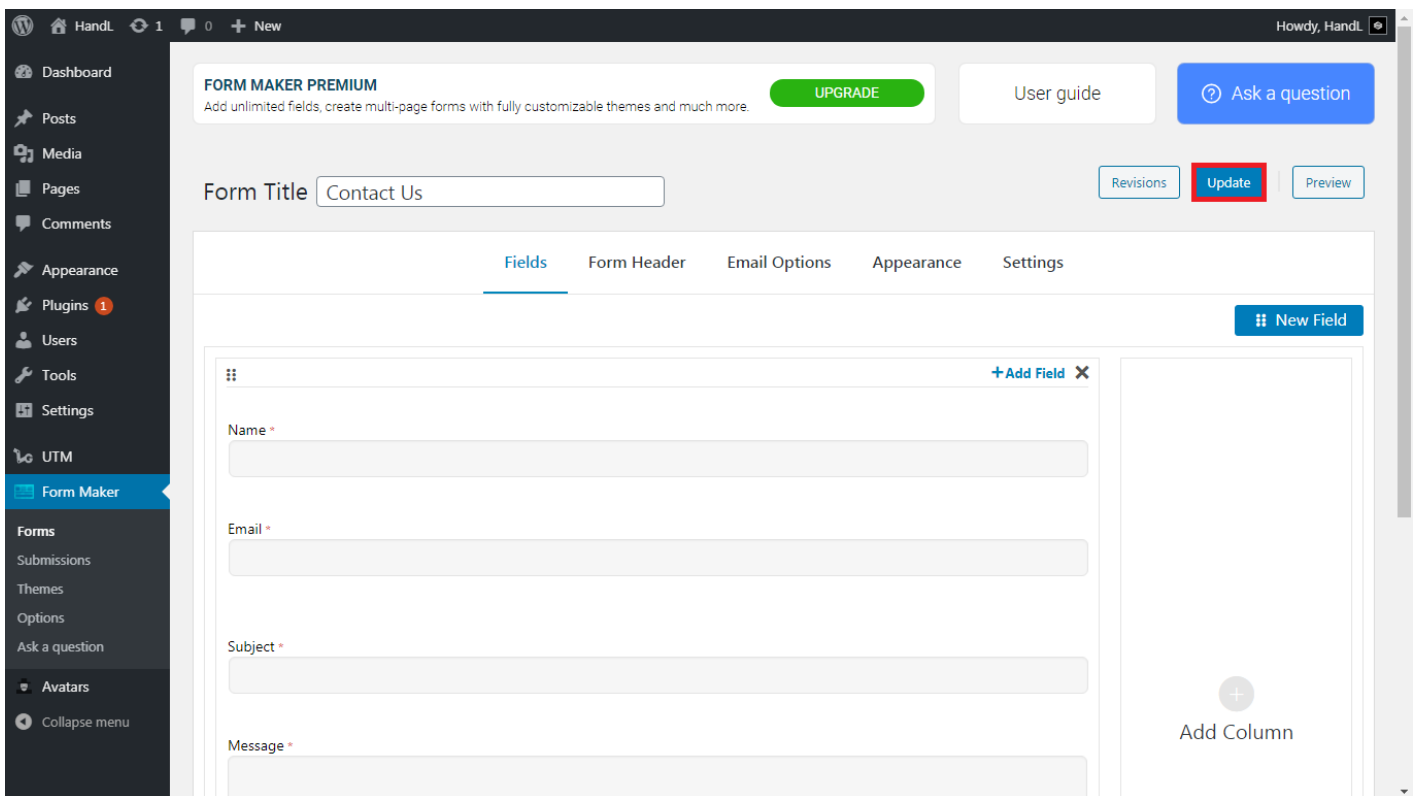 HandL 1 0 + New Howdy, HandL
Dashboard
Posts
Media
Pages
Comments
Appearance
Plugins 1
Users
Tools
Settings
UTM
Form Maker
Forms
Submissions
Themes
Options
Ask a question
Avatars
Collapse menu
FORM MAKER PREMIUM
Add unlimited fields, create multi-page forms with fully customizable themes and much more.
UPGRADE
User guide
? Ask a question
Form Title Contact Us
Revisions Update Preview
Fields Form Header Email Options Appearance Settings
New Field
+Add Field
Name *
Email *
Subject *
Message *
Add Column